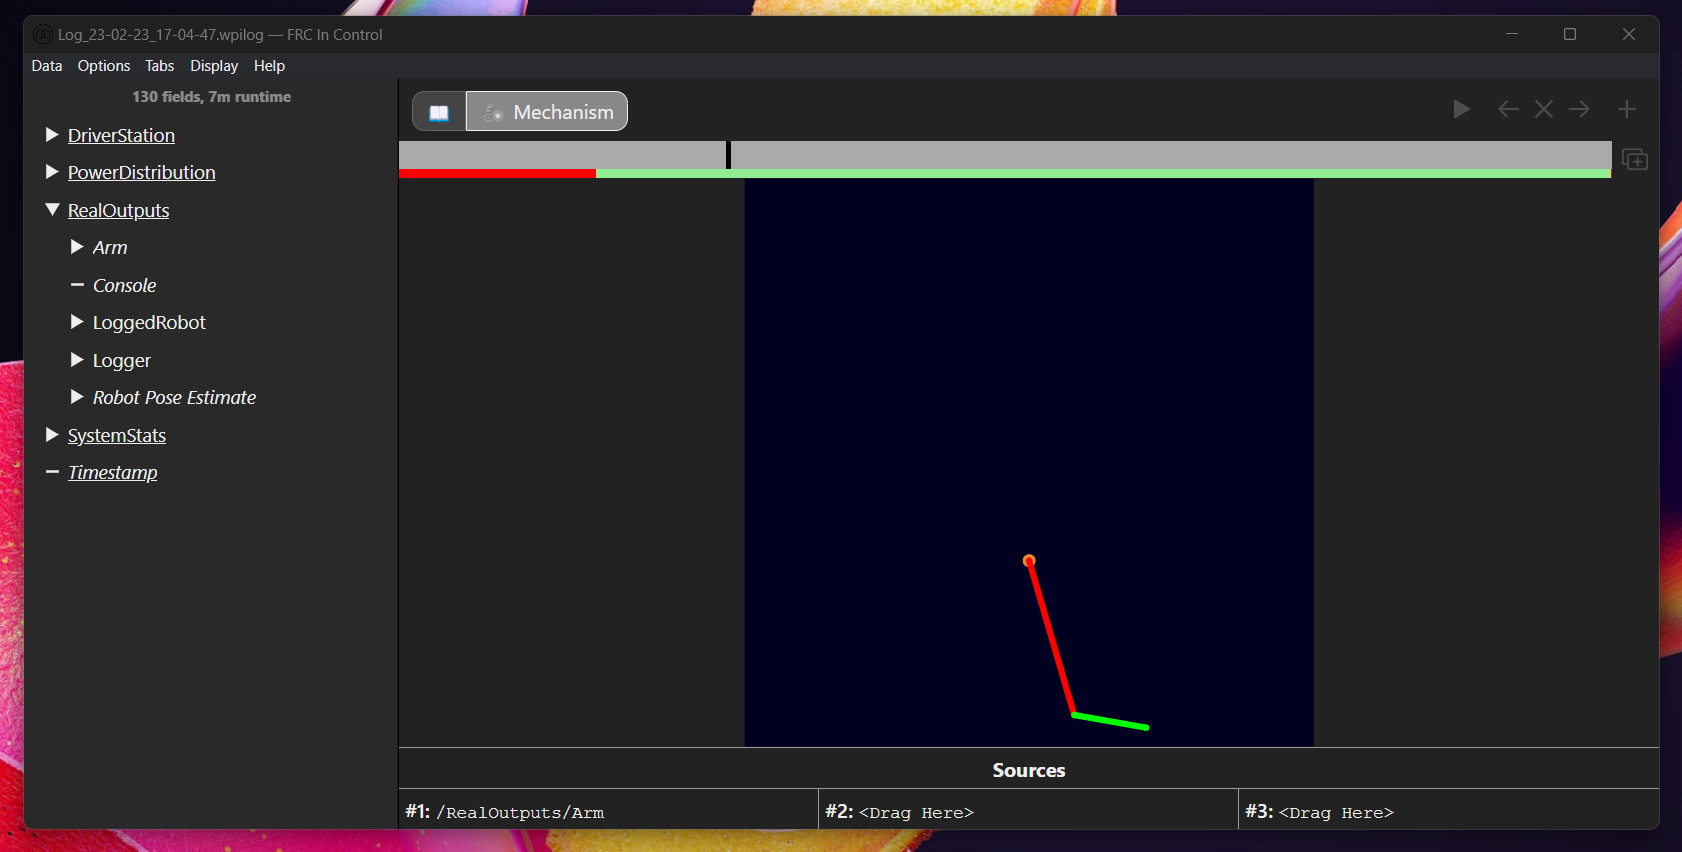 Log_23-02-23_17-04-47.wpilog — FRC In Control
Data Options Tabs Display Help
130 fields, 7m runtime
DriverStation
PowerDistribution
RealOutputs
Arm
Console
LoggedRobot
Logger
Robot Pose Estimate
SystemStats
Timestamp
Mechanism
Sources
#1: /RealOutputs/Arm
#2: <Drag Here>
#3: <Drag Here>